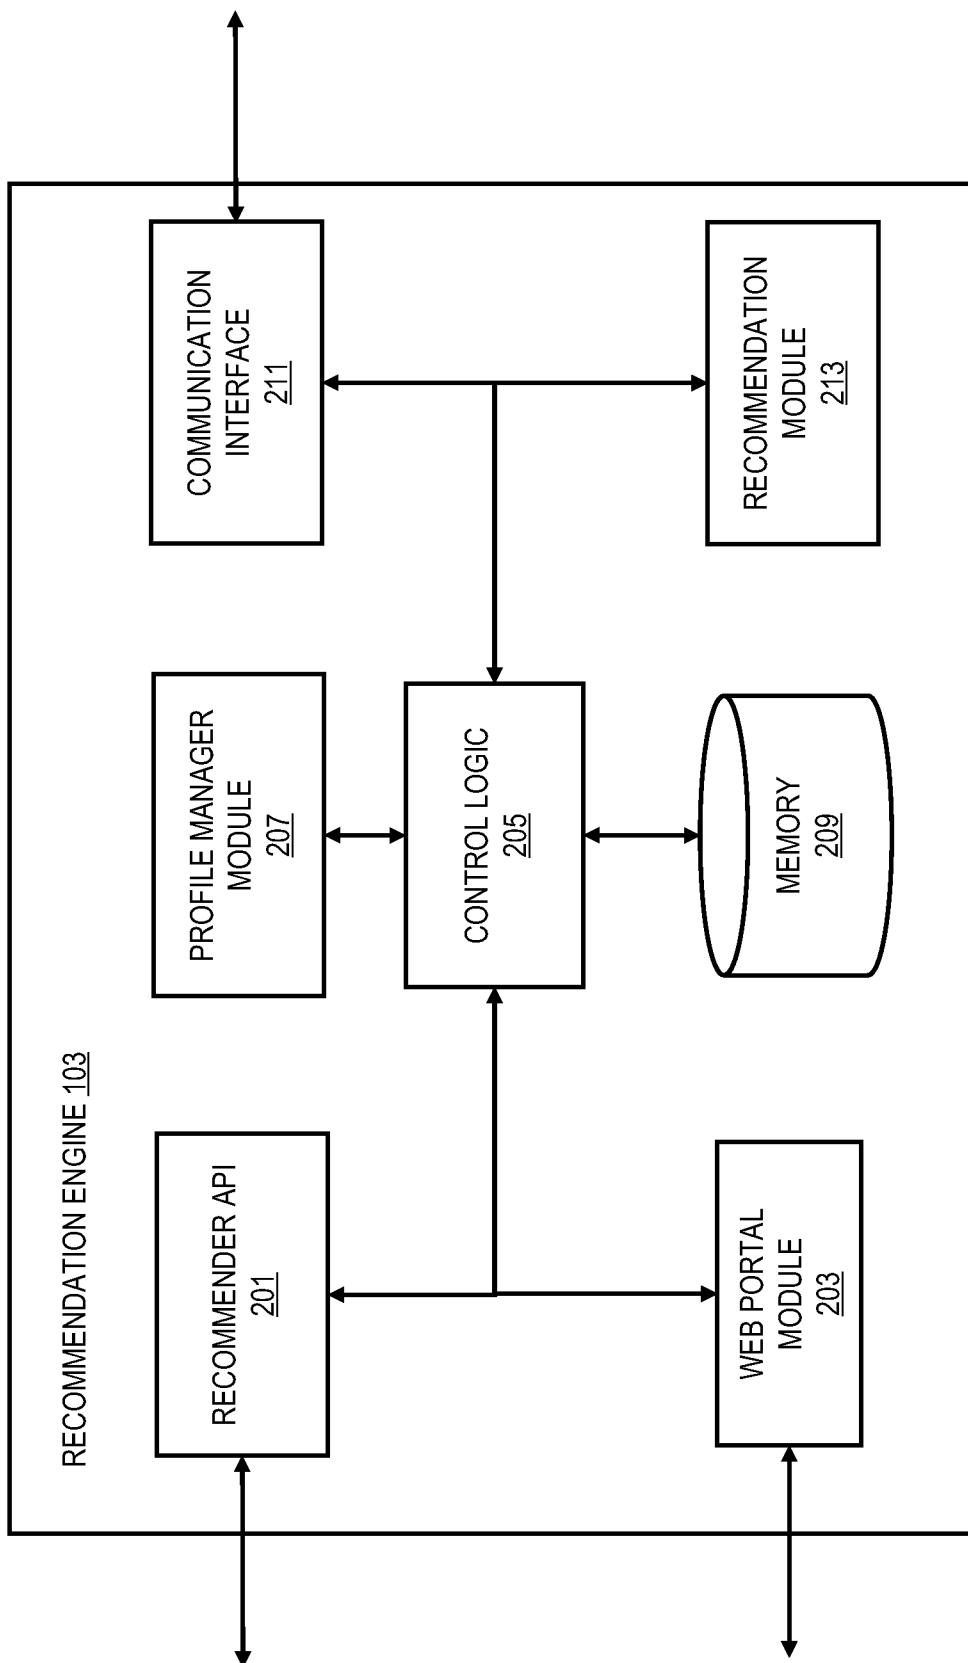 RECOMMENDATION ENGINE 103
RECOMMENDER API
201
PROFILE MANAGER
MODULE
207
COMMUNICATION
INTERFACE
211
CONTROL LOGIC
205
WEB PORTAL
MODULE
203
MEMORY
209
RECOMMENDATION
MODULE
213